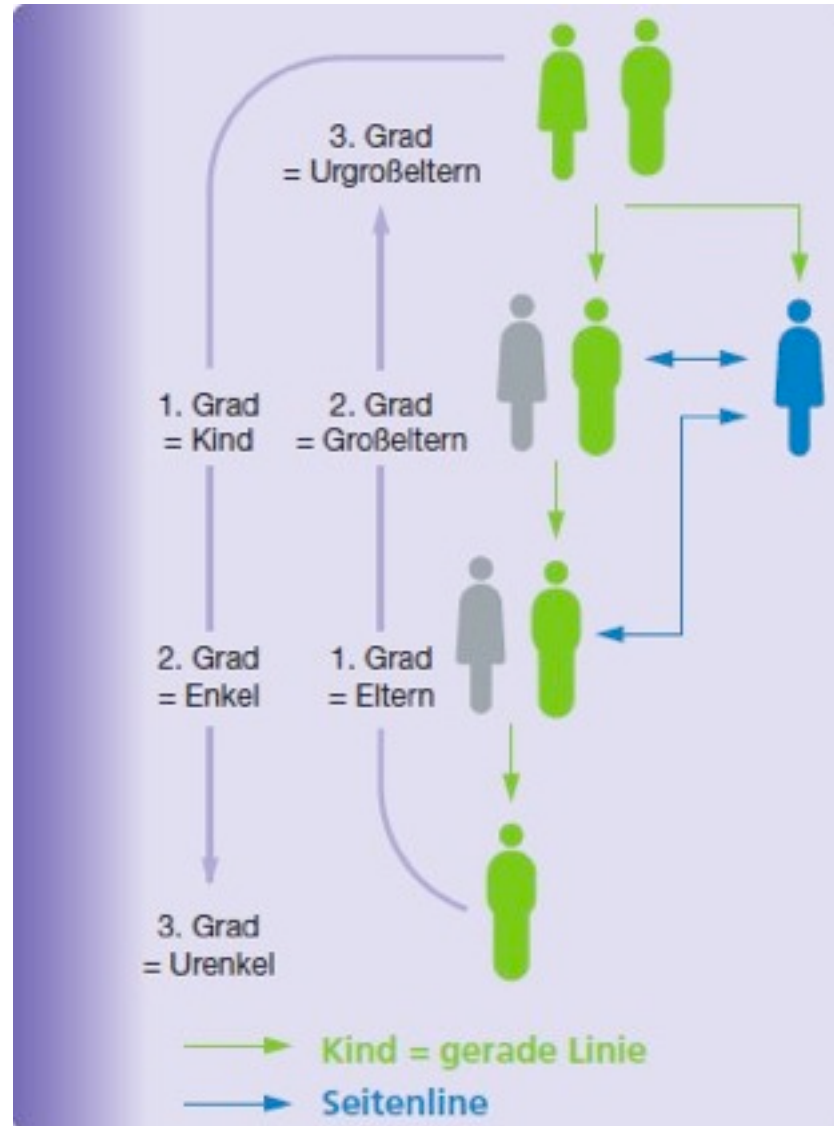 3. Grad
= Urgroßeltern
1. Grad
= Kind
2. Grad
= Großeltern
2. Grad
= Enkel
1. Grad
= Eltern
3. Grad
= Urenkel
Kind = gerade Linie
Seitenline